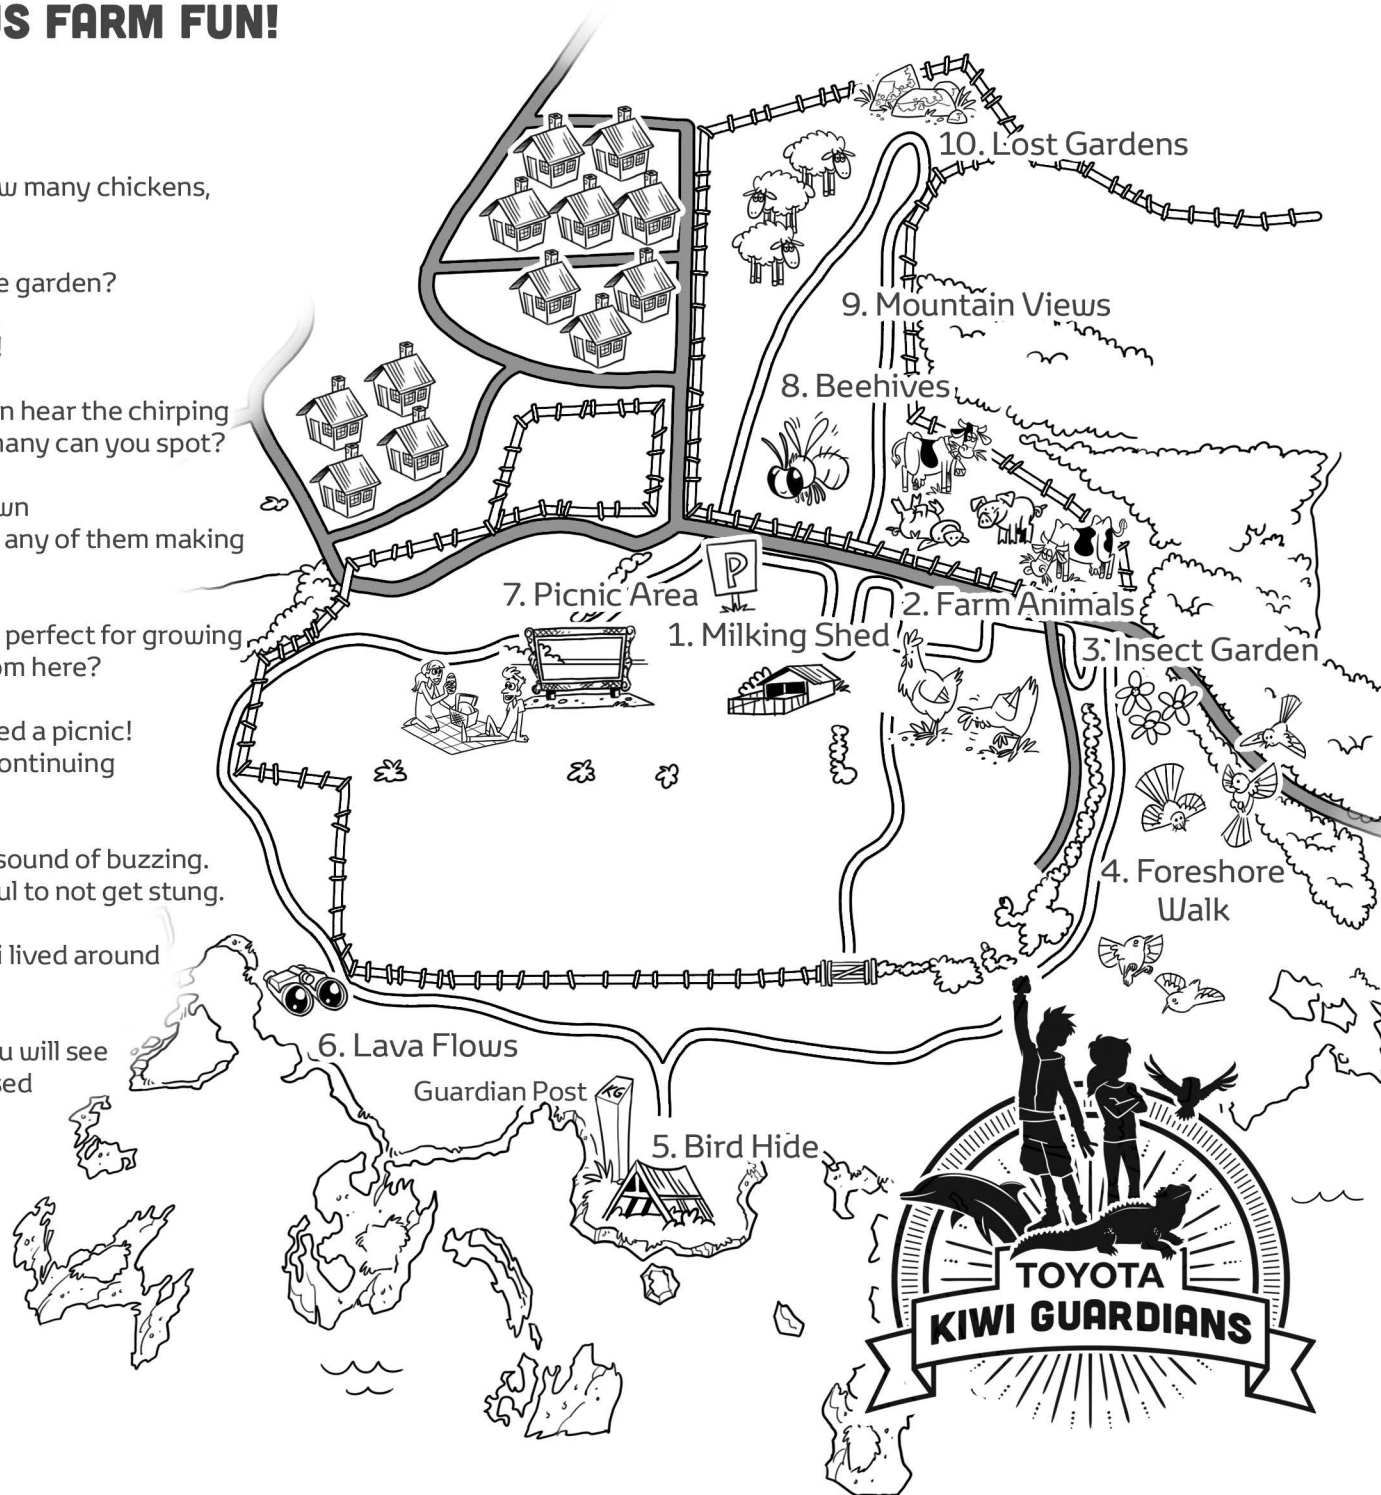 US FARM FUN!
w many chickens,
e garden?
!
n hear the chirping
many can you spot?
wn
any of them making
perfect for growing
om here?
ed a picnic!
ontinuing
sound of buzzing.
ul to not get stung.
i lived around
u will see
sed
10. Lost Gardens
9. Mountain Views
8. Beehives
P
7. Picnic Area
2. Farm Animals
1. Milking Shed
3. Insect Garden
4. Foreshore
Walk
6. Lava Flows
Guardian Post
KG
5. Bird Hide
TOYOTA
KIWI GUARDIANS